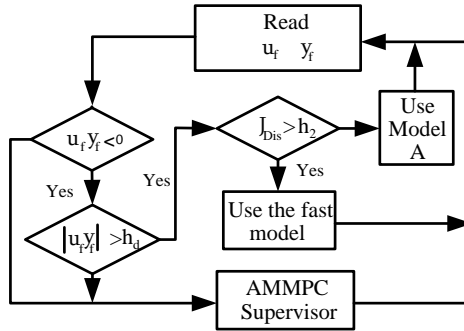 Read
u_f y_f
u_f y_f <0
J_Dis > h_2
Use
Model
A
Yes
Yes
Yes
|u_f y_f| > h_d
Use the fast
model
AMMPC
Supervisor